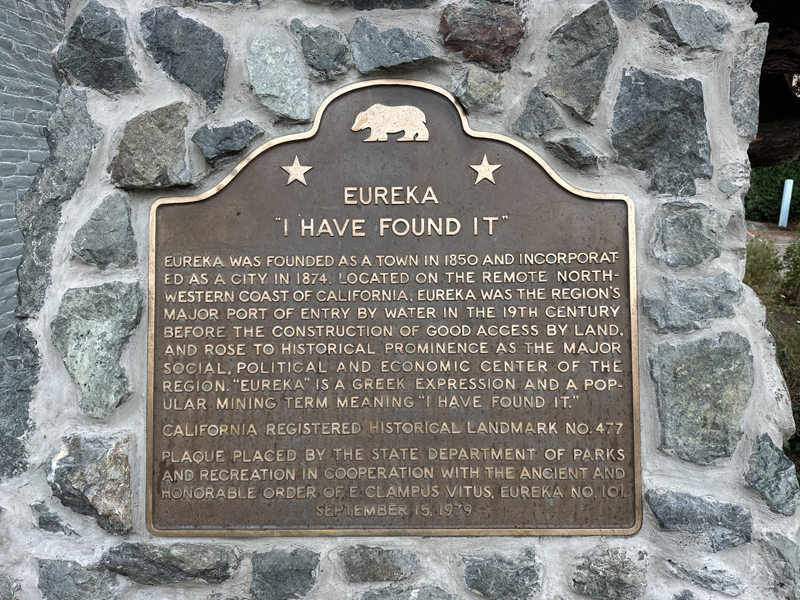 EUREKA
"I HAVE FOUND IT"
EUREKA WAS FOUNDED AS A TOWN IN 1850 AND INCORPORAT-
ED AS A CITY IN 1874. LOCATED ON THE REMOTE NORTH-
WESTERN COAST OF CALIFORNIA, EUREKA WAS THE REGION'S
MAJOR PORT OF ENTRY BY WATER IN THE 19TH CENTURY
BEFORE THE CONSTRUCTION OF GOOD ACCESS BY LAND,
AND ROSE TO HISTORICAL PROMINENCE AS THE MAJOR
SOCIAL, POLITICAL AND ECONOMIC CENTER OF THE
REGION. "EUREKA" IS A GREEK EXPRESSION AND A POP-
ULAR MINING TERM MEANING "I HAVE FOUND IT."
CALIFORNIA REGISTERED HISTORICAL LANDMARK NO. 477
PLAQUE PLACED BY THE STATE DEPARTMENT OF PARKS
AND RECREATION IN COOPERATION WITH THE ANCIENT AND
HONORABLE ORDER OF E CLAMPUS VITUS, EUREKA NO. 101.
SEPTEMBER 15, 1979